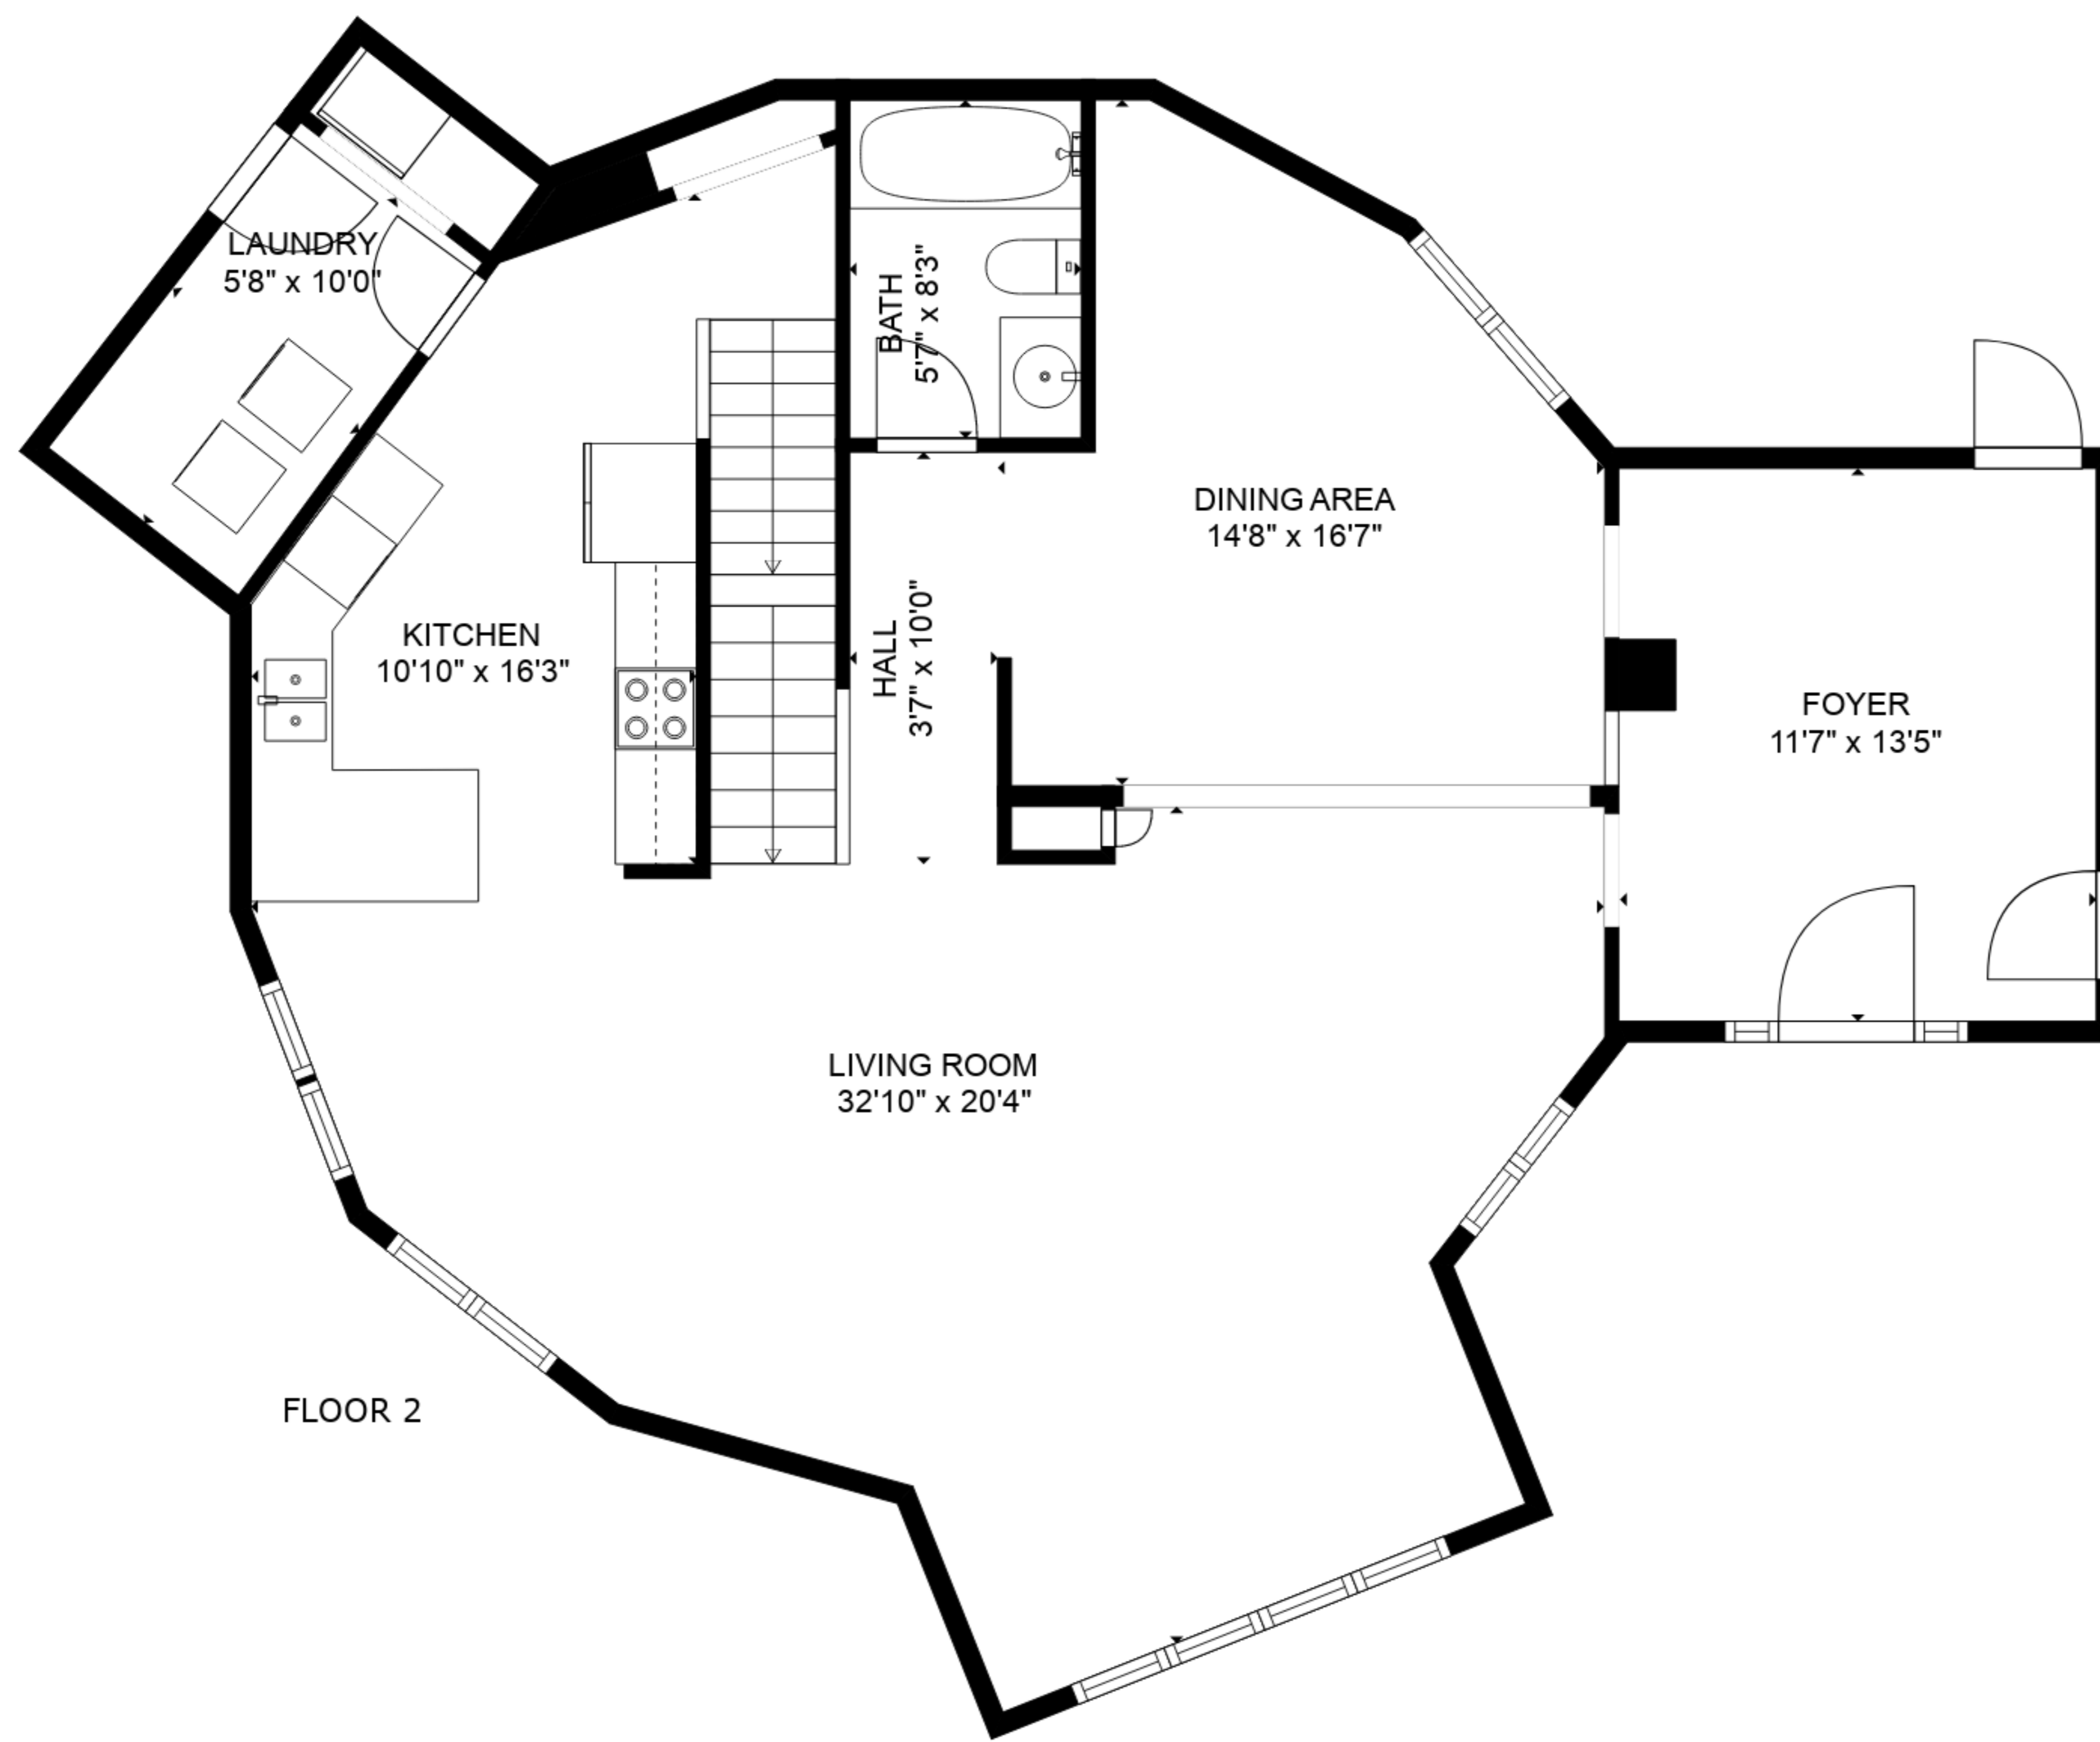 LAUNDRY
5'8" x 10'0"
BATH
5'7" x 8'3"
DINING AREA
14'8" x 16'7"
KITCHEN
10'10" x 16'3"
HALL
3'7" x 10'0"
FOYER
11'7" x 13'5"
LIVING ROOM
32'10" x 20'4"
FLOOR 2